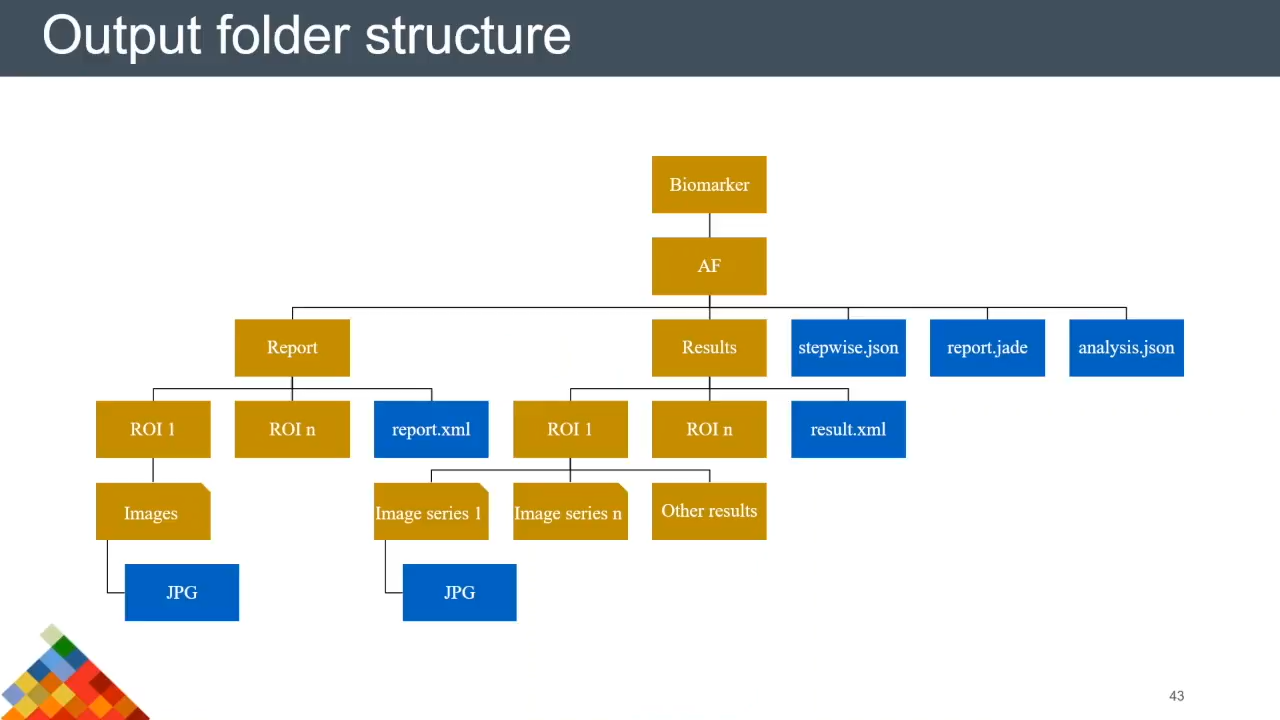 Output folder structure
Biomarker
AF
Report
Results
stepwise.json
report.jade
analysis.json
ROI 1
ROI n
report.xml
ROI 1
ROI n
result.xml
Images
Image series 1
Image series n
Other results
JPG
JPG
43